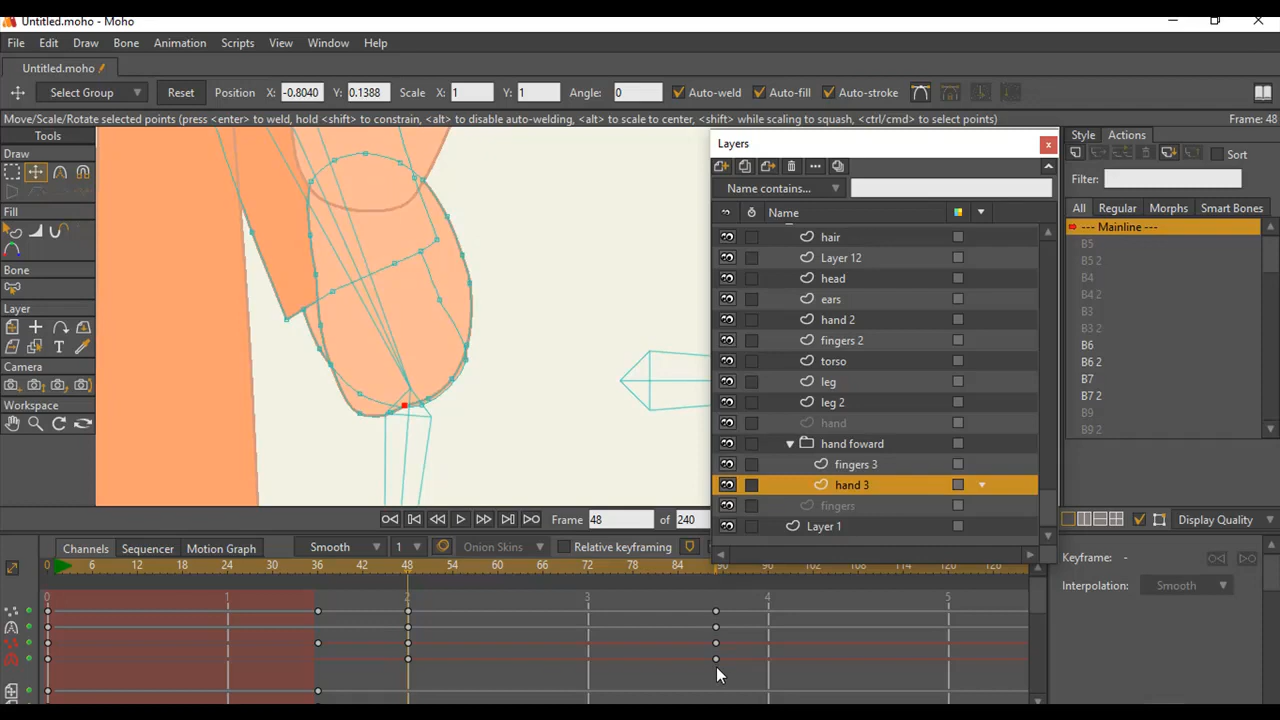 Untitled.moho - Moho
File Edit Draw Bone Animation Scripts View Window Help
Untitled.moho
Select Group Reset Position X: -0.8040 Y: 0.1388 Scale X: 1 Y: 1 Angle: 0 Auto-weld Auto-fill Auto-stroke
Move/Scale/Rotate selected points (press <enter> to weld, hold <shift> to constrain, <alt> to disable auto-welding, <alt> to scale to center, <shift> while scaling to squash, <ctrl/cmd> to select points) Frame: 48
Tools
Draw
Fill
Bone
Layer
Camera
Workspace
Layers
Name contains...
Name
hair
Layer 12
head
ears
hand 2
fingers 2
torso
leg
leg 2
hand
hand foward
fingers 3
hand 3
fingers
Layer 1
Style Actions
Sort
Filter:
All Regular Morphs Smart Bones
--- Mainline ---
B5
B5 2
B4
B4 2
B3
B3 2
B6
B6 2
B7
B7 2
B9
B9 2
Frame 48 of 240
Display Quality
Channels Sequencer Motion Graph Smooth 1 Onion Skins Relative keyframing
Keyframe: -
Interpolation: Smooth
0 6 12 18 24 30 36 42 48 54 60 66 72 78 84 90 96 102 108 114 120 126
0 1 2 3 4 5